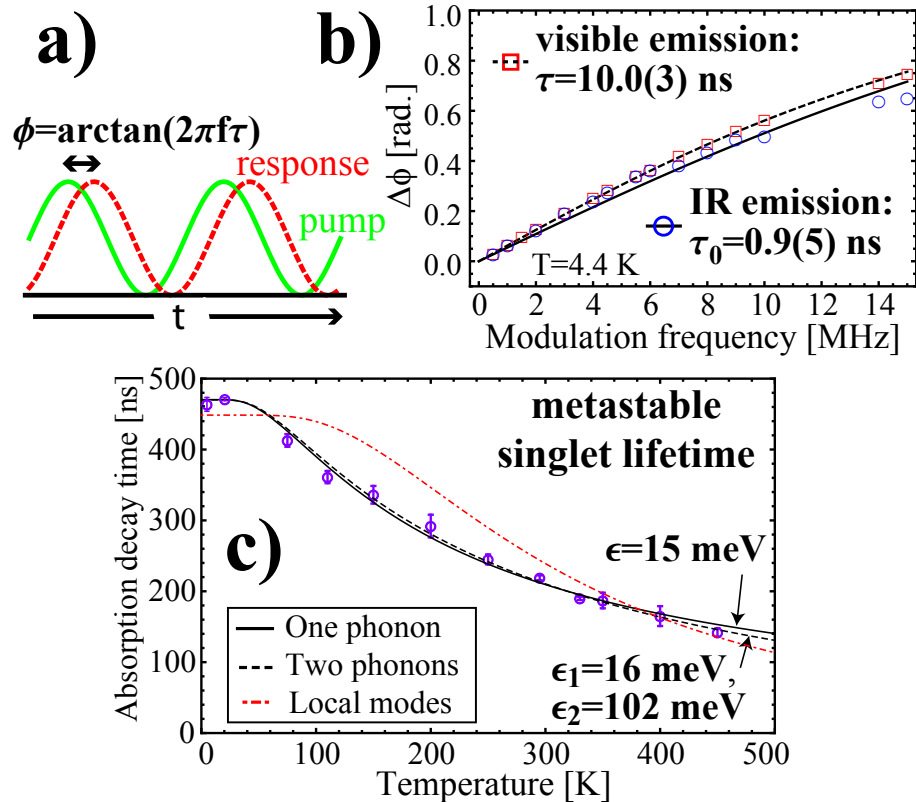 a)
ϕ=arctan(2πfτ)
response
pump
t
b)
visible emission:
τ=10.0(3) ns
Δϕ [rad.]
1.0
0.8
0.6
0.4
0.2
0.0
IR emission:
τ0=0.9(5) ns
T=4.4 K
0 2 4 6 8 10 12 14
Modulation frequency [MHz]
c)
Absorption decay time [ns]
500
400
300
200
100
0
metastable
singlet lifetime
ϵ=15 meV
ϵ1=16 meV,
ϵ2=102 meV
One phonon
Two phonons
Local modes
0 100 200 300 400 500
Temperature [K]